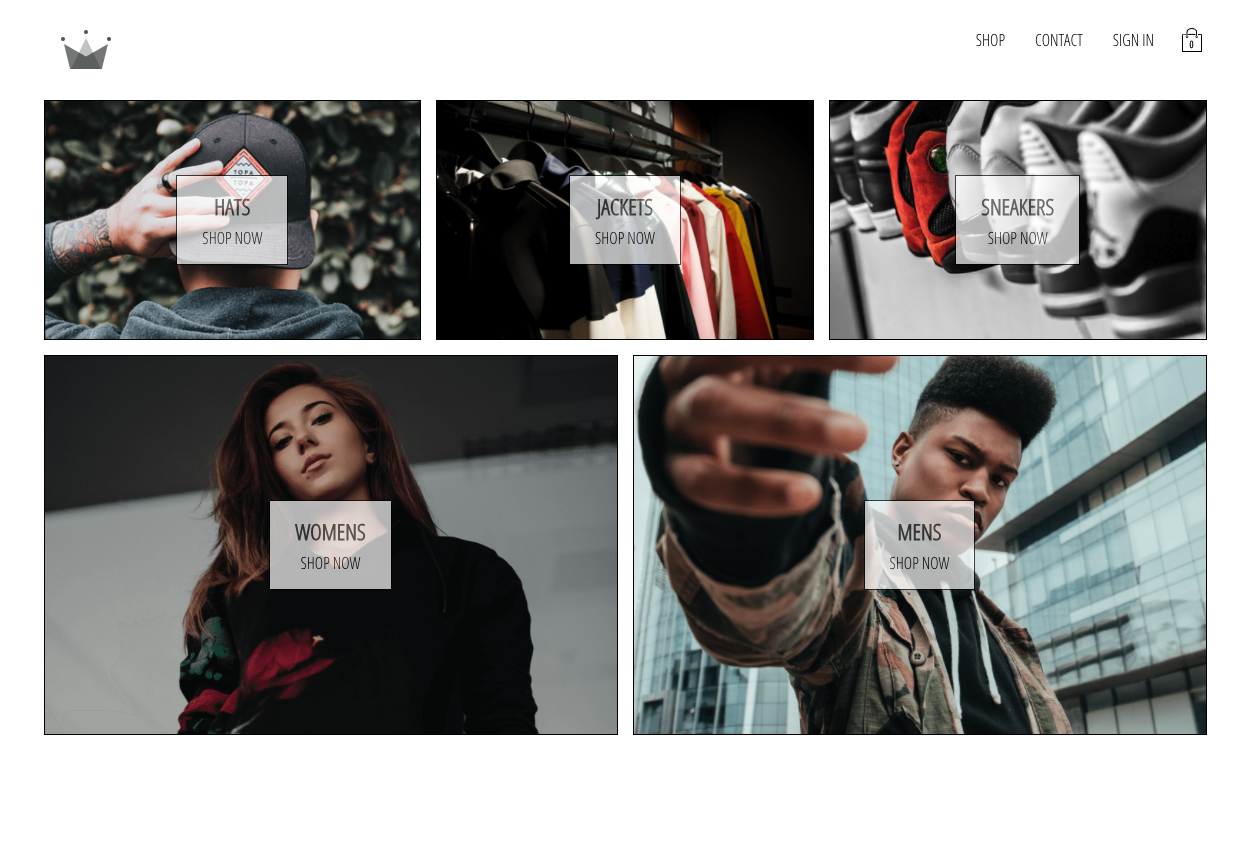 SHOP CONTACT SIGN IN 0
TOPA
TOPA
HATS
SHOP NOW
JACKETS
SHOP NOW
SNEAKERS
SHOP NOW
WOMENS
SHOP NOW
MENS
SHOP NOW